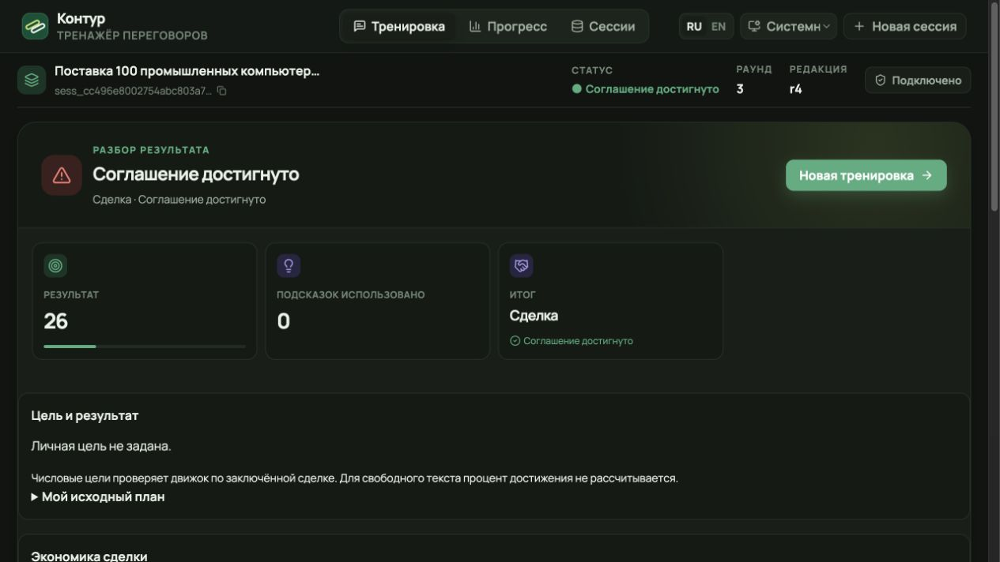 Контур
ТРЕНАЖЁР ПЕРЕГОВОРОВ
Тренировка
Прогресс
Сессии
RU EN
Системн
Новая сессия
Поставка 100 промышленных компьютер...
sess_cc496e8002754abc803a7...
СТАТУС
Соглашение достигнуто
РАУНД
3
РЕДАКЦИЯ
r4
Подключено
РАЗБОР РЕЗУЛЬТАТА
Соглашение достигнуто
Сделка · Соглашение достигнуто
Новая тренировка →
РЕЗУЛЬТАТ
26
ПОДСКАЗОК ИСПОЛЬЗОВАНО
0
ИТОГ
Сделка
Соглашение достигнуто
Цель и результат
Личная цель не задана.
Числовые цели проверяет движок по заключённой сделке. Для свободного текста процент достижения не рассчитывается.
Мой исходный план
Экономика сделки